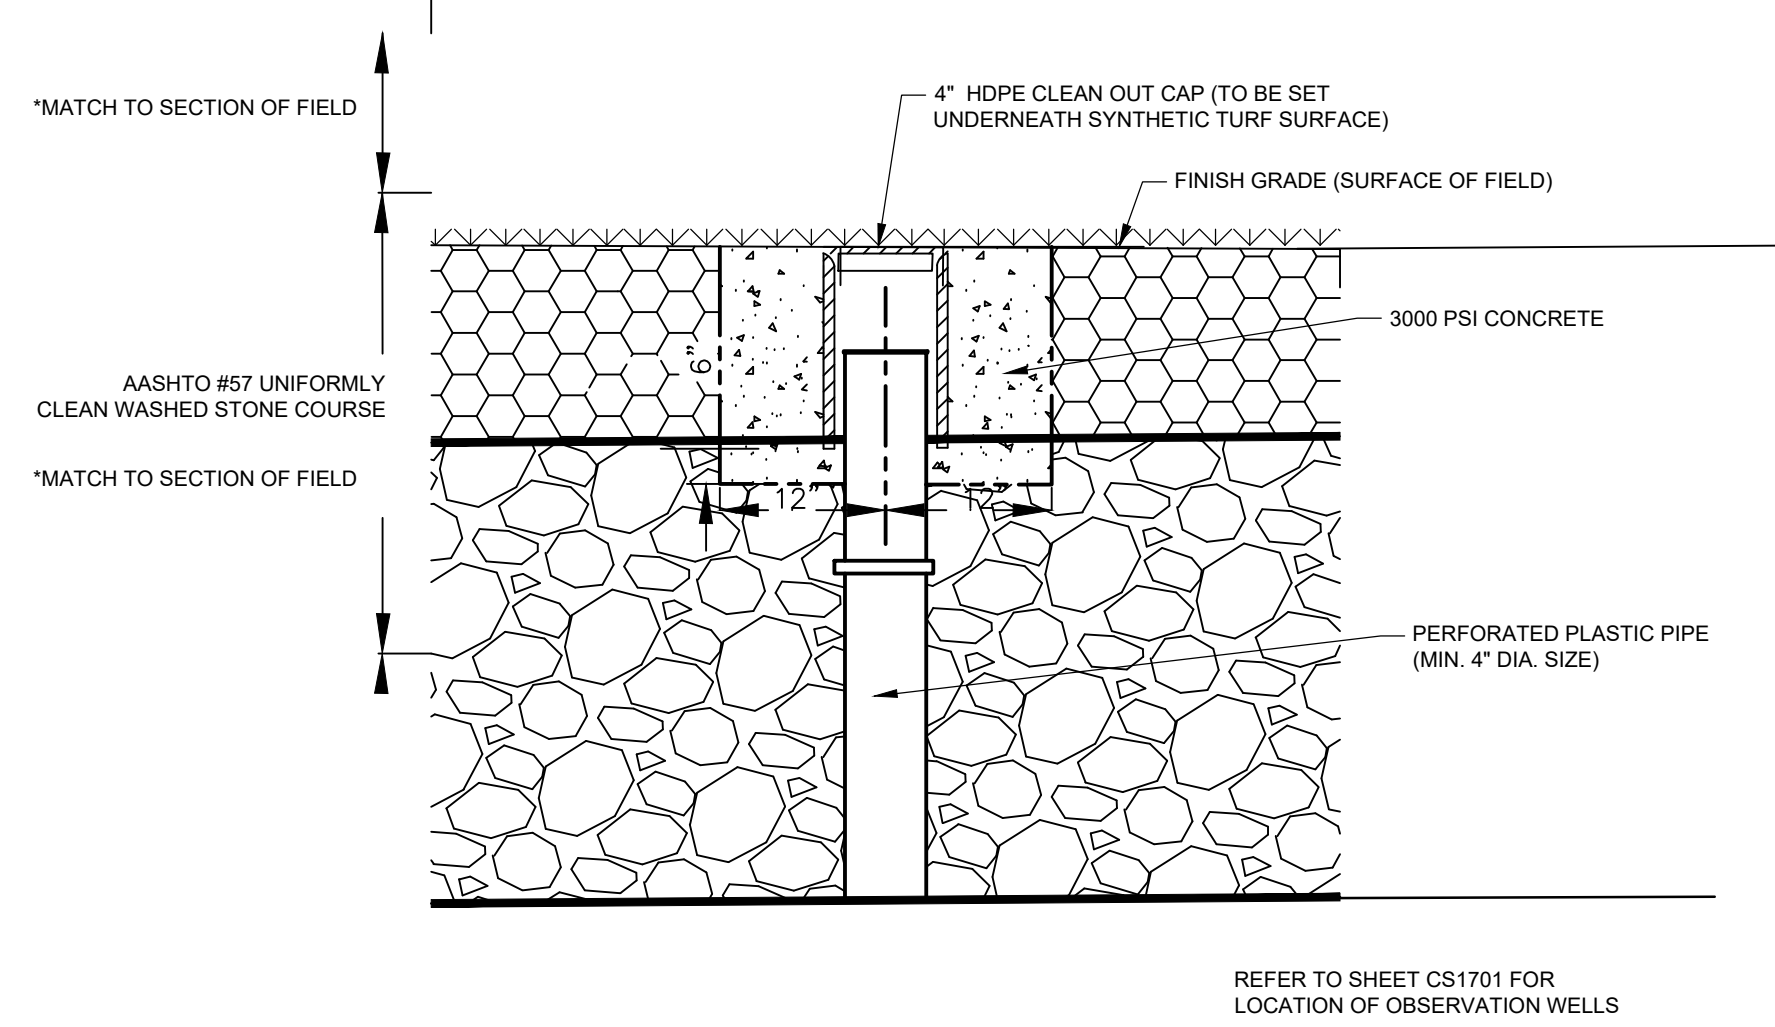 *MATCH TO SECTION OF FIELD
4" HDPE CLEAN OUT CAP (TO BE SET
UNDERNEATH SYNTHETIC TURF SURFACE)
FINISH GRADE (SURFACE OF FIELD)
3000 PSI CONCRETE
6"
AASHTO #57 UNIFORMLY
CLEAN WASHED STONE COURSE
*MATCH TO SECTION OF FIELD
12" 12"
PERFORATED PLASTIC PIPE
(MIN. 4" DIA. SIZE)
REFER TO SHEET CS1701 FOR
LOCATION OF OBSERVATION WELLS